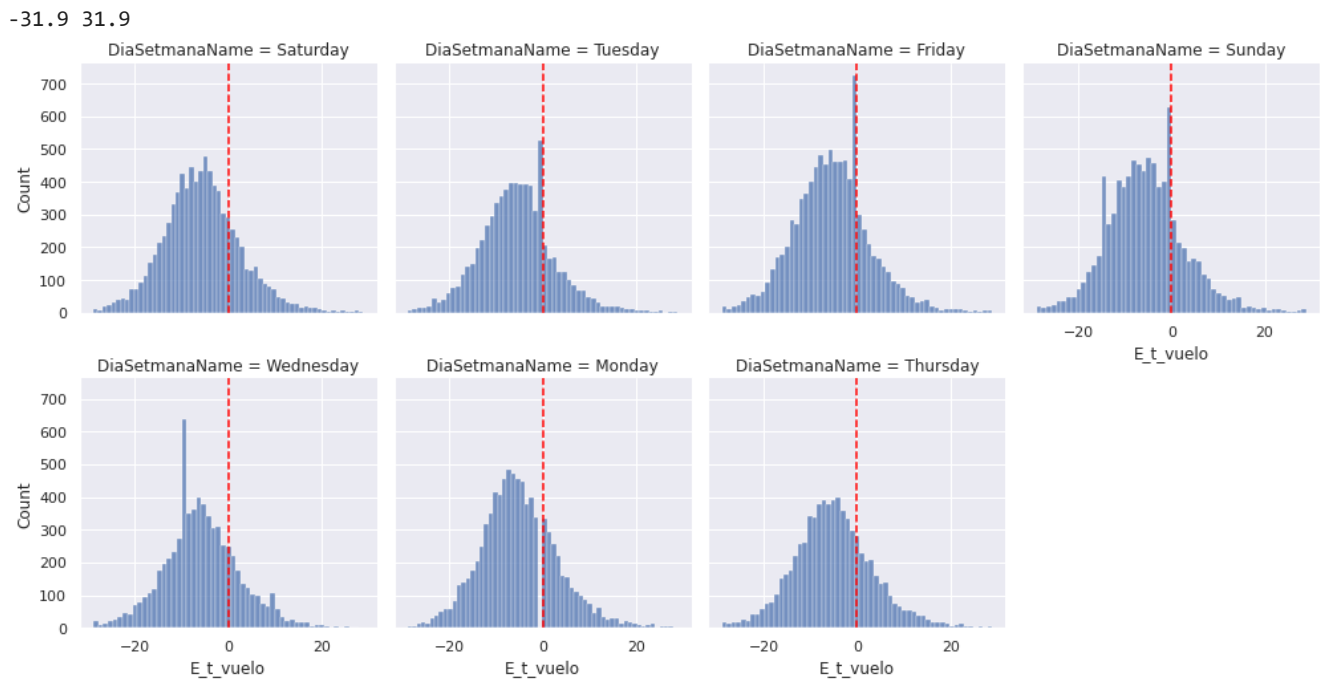 -31.9 31.9
DiaSetmanaName = Saturday
DiaSetmanaName = Tuesday
DiaSetmanaName = Friday
DiaSetmanaName = Sunday
700
600
500
400
300
200
100
0
Count
−20 0 20
E_t_vuelo
DiaSetmanaName = Wednesday
DiaSetmanaName = Monday
DiaSetmanaName = Thursday
700
600
500
400
300
200
100
0
Count
−20 0 20
−20 0 20
−20 0 20
E_t_vuelo
E_t_vuelo
E_t_vuelo